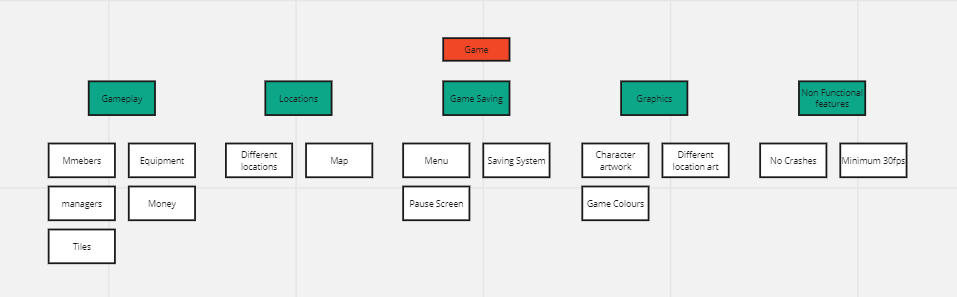 Game
Gameplay
Locations
Game Saving
Graphics
Non Functional
features
Mmebers
Equipment
Different
locations
Map
Menu
Saving System
Character
artwork
Different
location art
No Crashes
Minimum 30fps
managers
Money
Pause Screen
Game Colours
Tiles